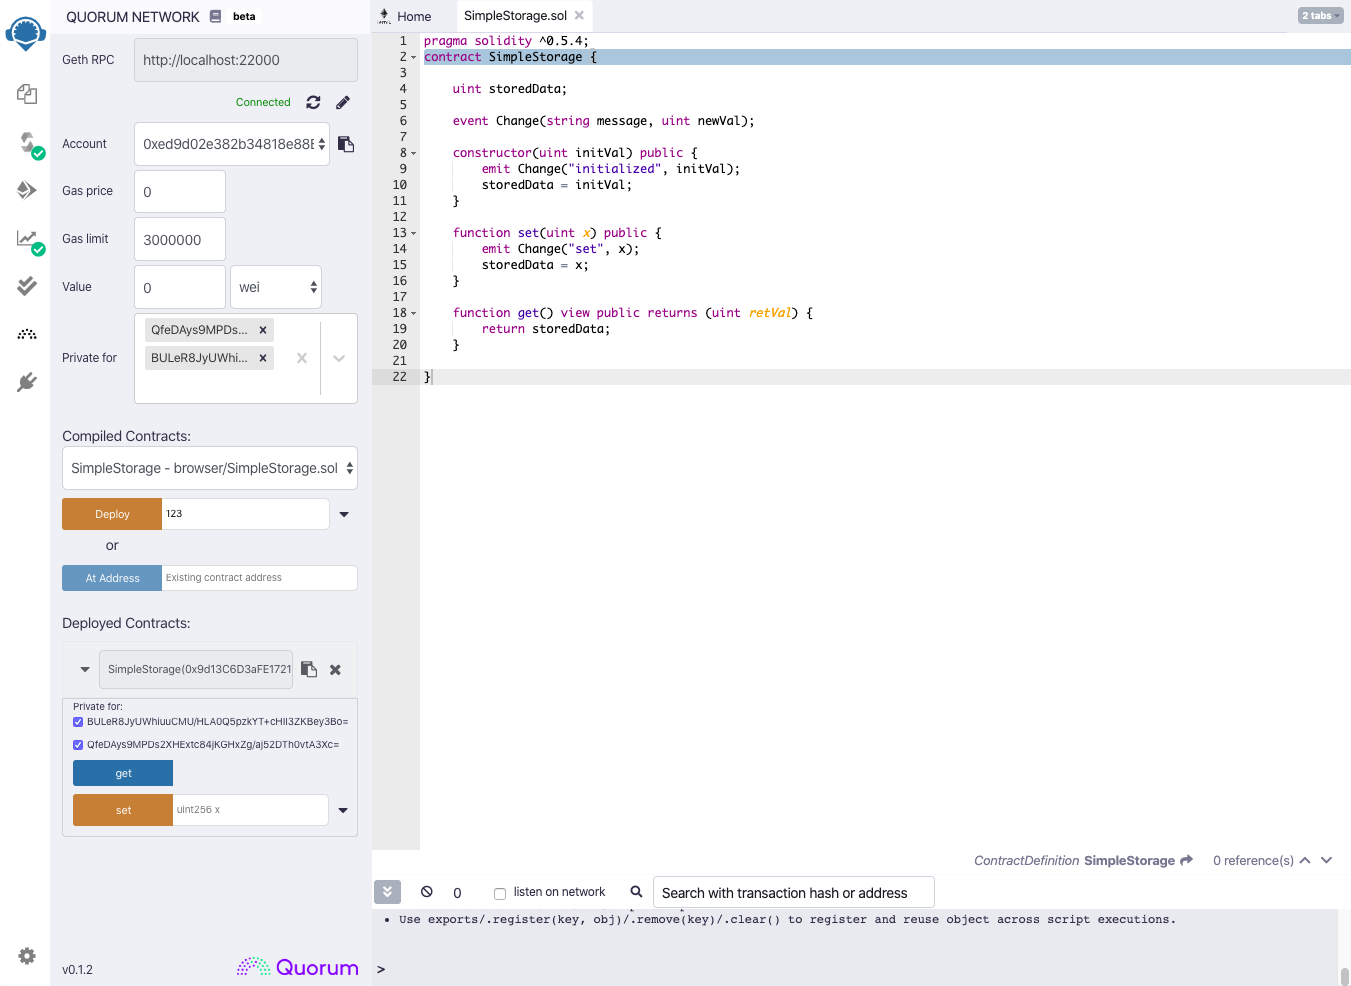 QUORUM NETWORK beta
Geth RPC http://localhost:22000
Connected
Account 0xed9d02e382b34818e88E
Gas price 0
Gas limit 3000000
Value 0 wei
Private for QfeDAys9MPDs...
BULeR8JyUWhi...
Compiled Contracts:
SimpleStorage - browser/SimpleStorage.sol
Deploy 123
or
At Address Existing contract address
Deployed Contracts:
SimpleStorage(0x9d13C6D3aFE1721
Private for:
BULeR8JyUWhiuuCMU/HLA0Q5pzkYT+cHII3ZKBey3Bo=
QfeDAys9MPDs2XHExtc84jKGHxZg/aj52DTh0vtA3Xc=
get
set uint256 x
v0.1.2 Quorum
Home SimpleStorage.sol 2 tabs
1 pragma solidity ^0.5.4;
2 contract SimpleStorage {
3
4 uint storedData;
5
6 event Change(string message, uint newVal);
7
8 constructor(uint initVal) public {
9 emit Change("initialized", initVal);
10 storedData = initVal;
11 }
12
13 function set(uint x) public {
14 emit Change("set", x);
15 storedData = x;
16 }
17
18 function get() view public returns (uint retVal) {
19 return storedData;
20 }
21
22 }
ContractDefinition SimpleStorage 0 reference(s)
0 listen on network Search with transaction hash or address
• Use exports/.register(key, obj)/.remove(key)/.clear() to register and reuse object across script executions.
>